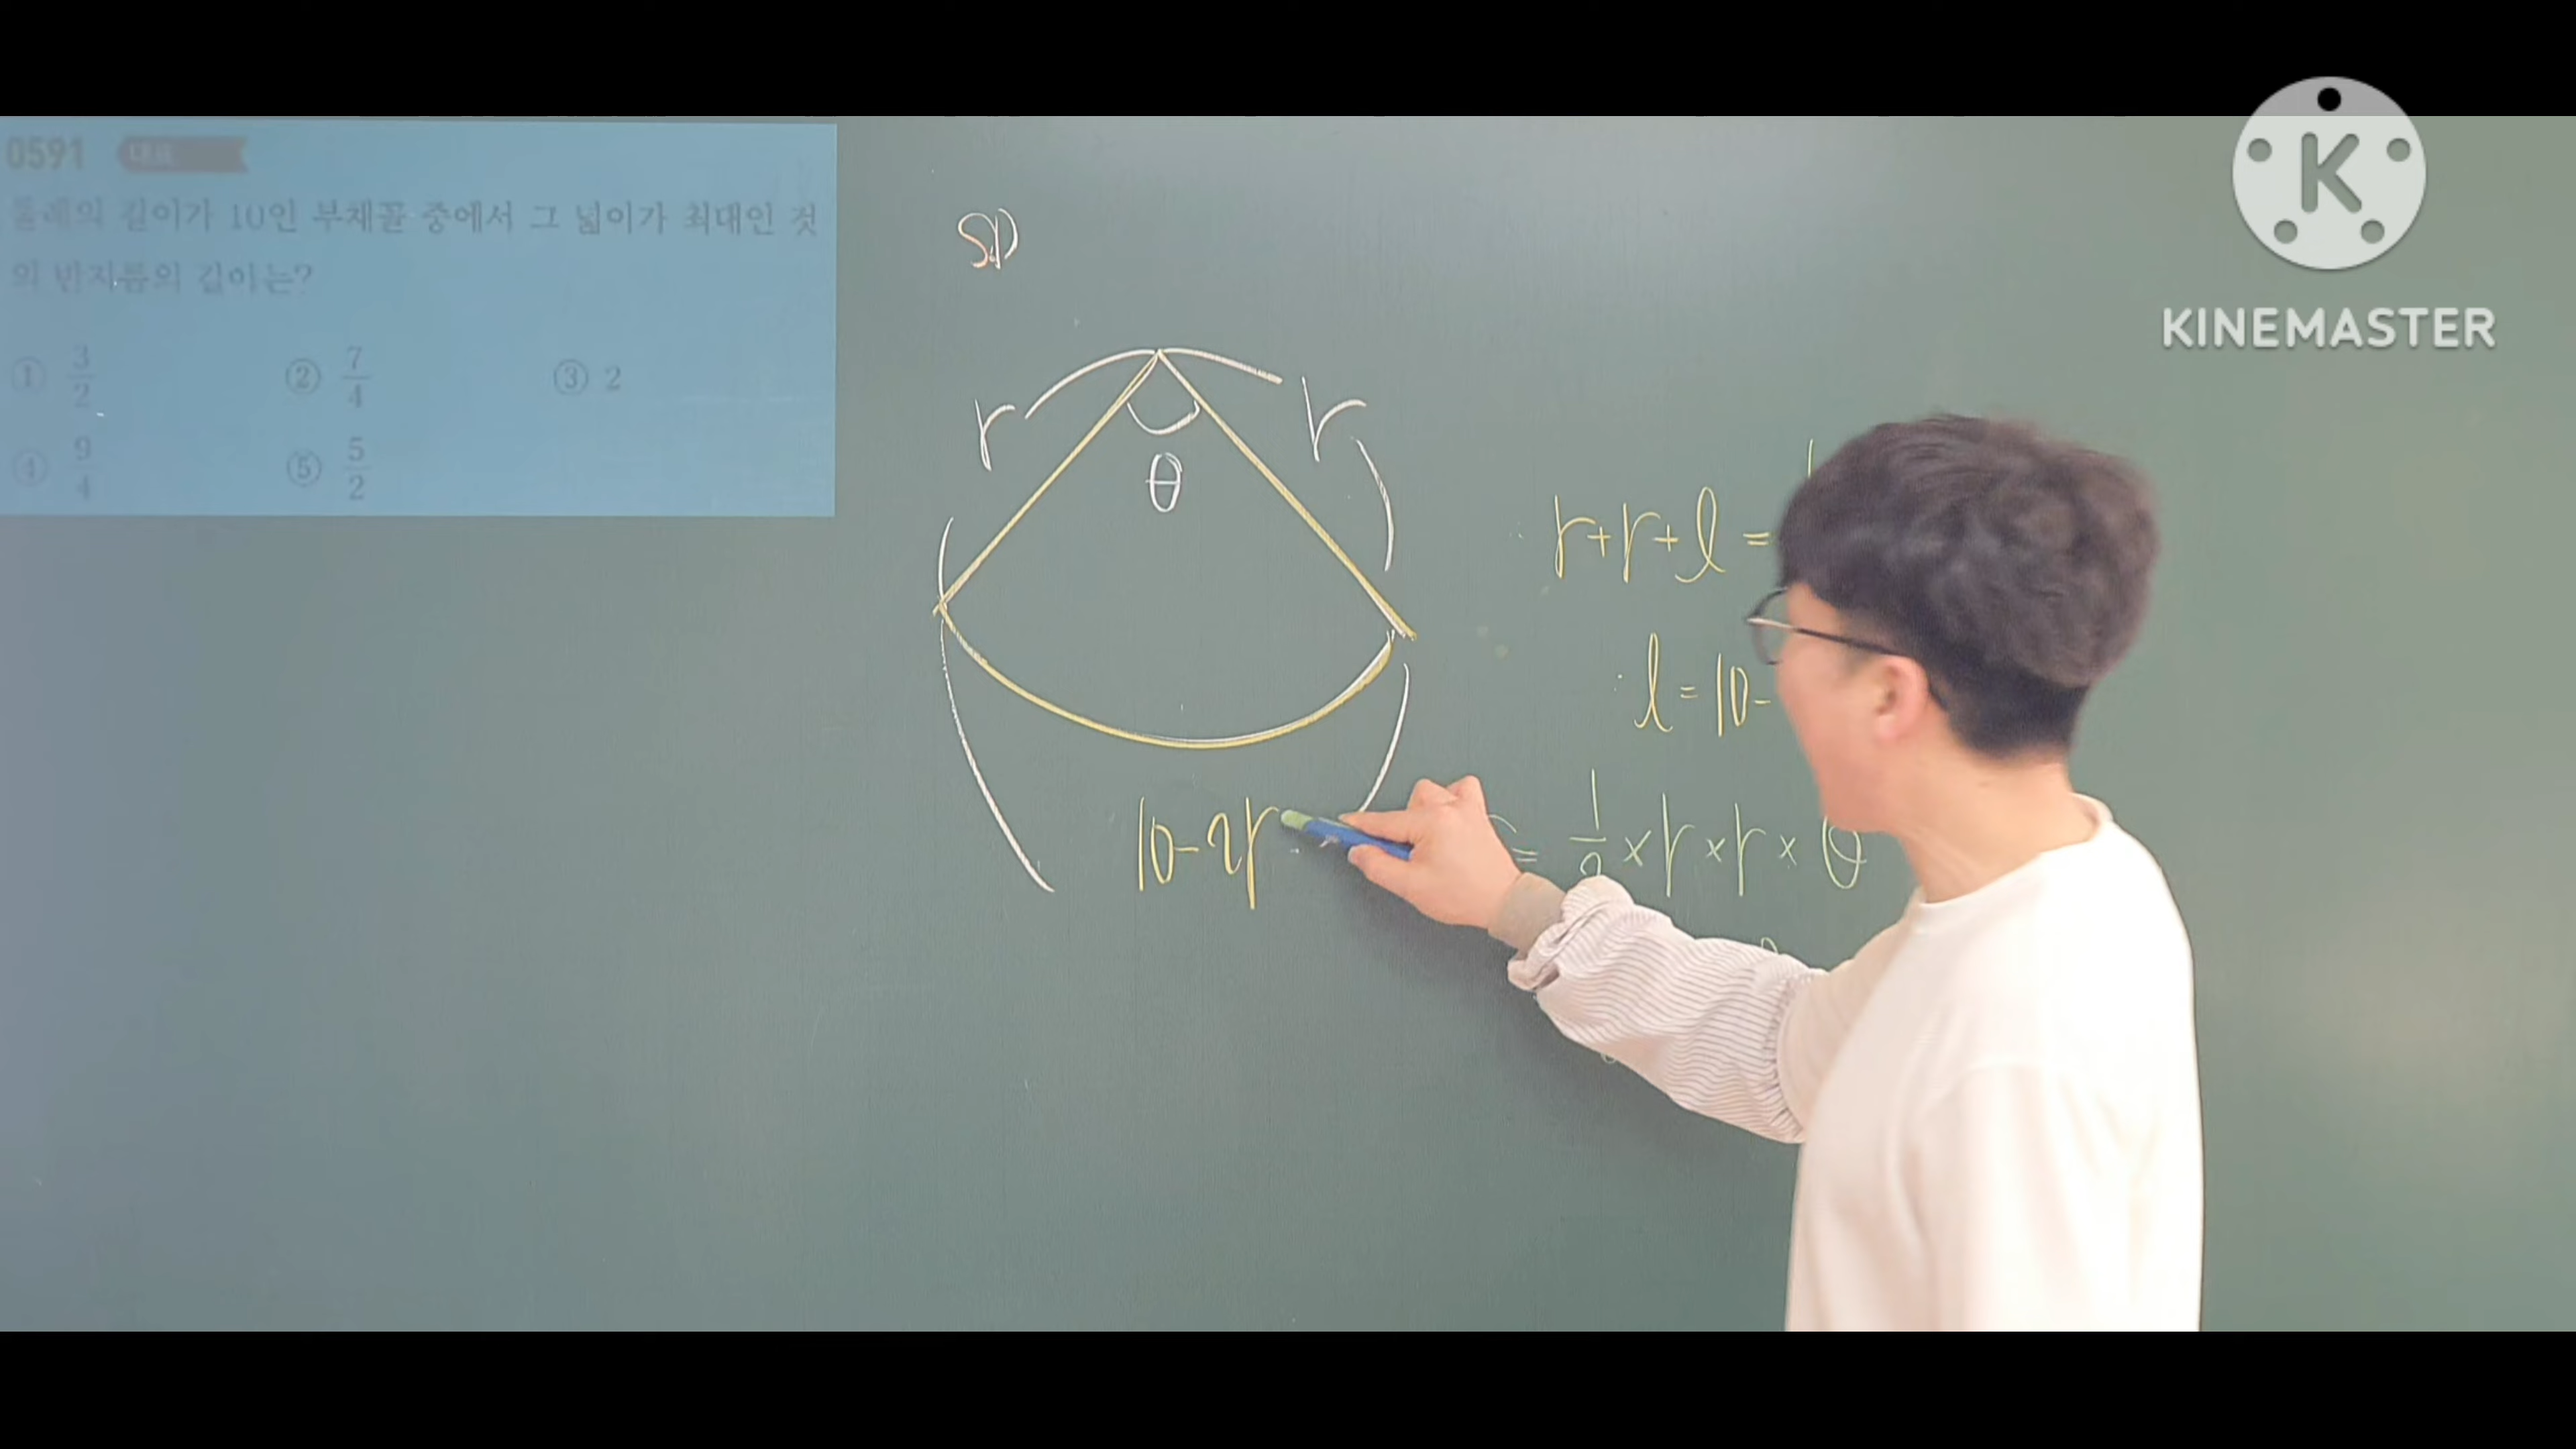 0591 대표
둘레의 길이가 10인 부채꼴 중에서 그 넓이가 최대인 것
의 반지름의 길이는?
① 3/2 ② 7/4 ③ 2
④ 9/4 ⑤ 5/2
K
KINEMASTER
r r
θ
10-2r
r+r+l=
l=10-
= 1/2 ×r×r×θ